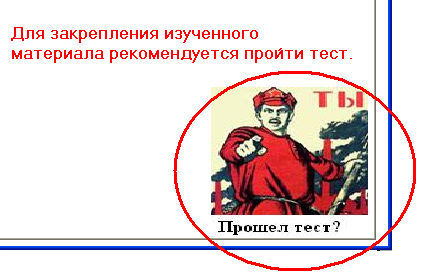 Для закрепления изученного
материала рекомендуется пройти тест.
ТЫ
Прошел тест?